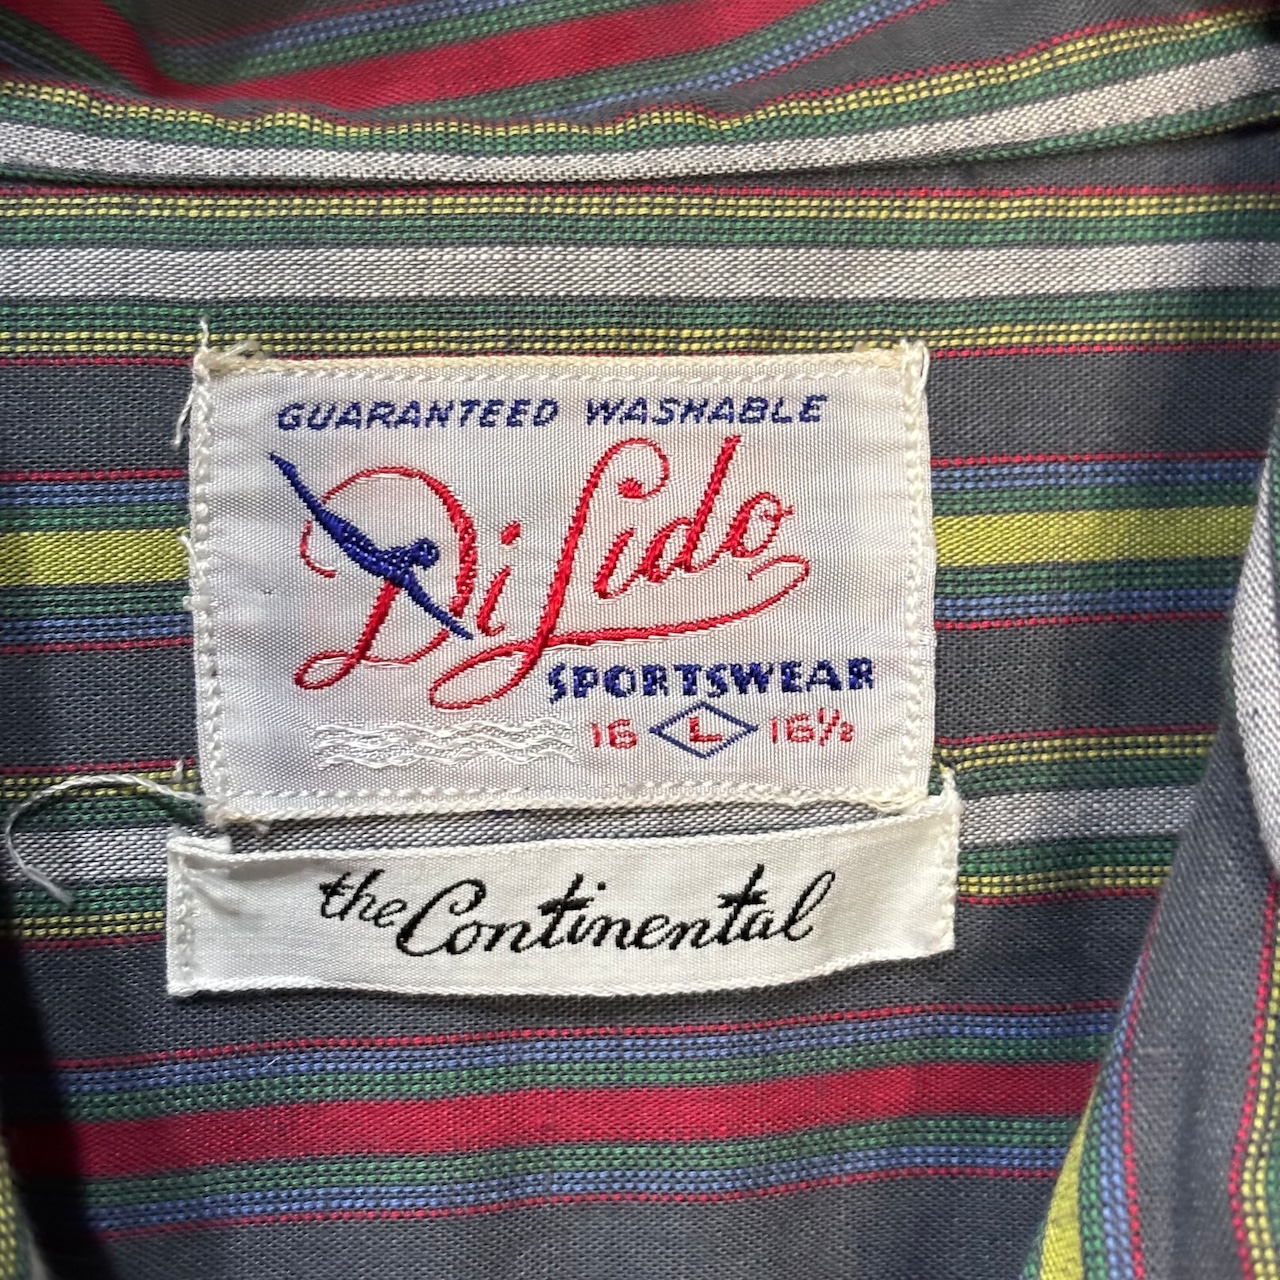 GUARANTEED WASHABLE
Di Lido
SPORTSWEAR
16 L 16½
the Continental